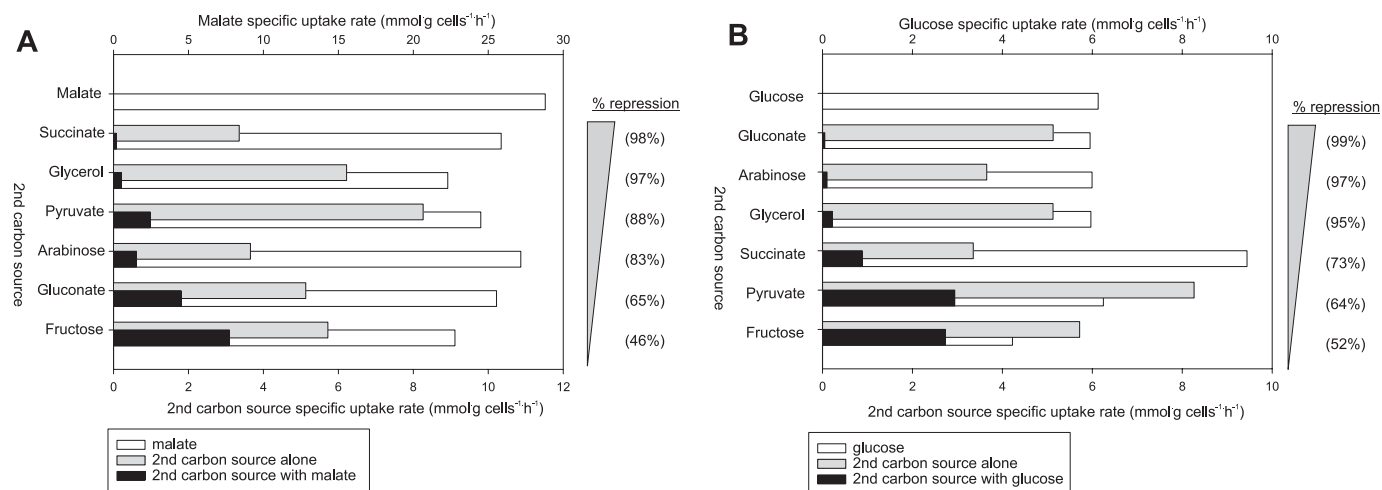 A
Malate specific uptake rate (mmol·g cells⁻¹·h⁻¹)
0 5 10 15 20 25 30
Malate
Succinate
Glycerol
Pyruvate
Arabinose
Gluconate
Fructose
2nd carbon source
% repression
(98%)
(97%)
(88%)
(83%)
(65%)
(46%)
0 2 4 6 8 10 12
2nd carbon source specific uptake rate (mmol·g cells⁻¹·h⁻¹)
malate
2nd carbon source alone
2nd carbon source with malate
B
Glucose specific uptake rate (mmol·g cells⁻¹·h⁻¹)
0 2 4 6 8 10
Glucose
Gluconate
Arabinose
Glycerol
Succinate
Pyruvate
Fructose
2nd carbon source
% repression
(99%)
(97%)
(95%)
(73%)
(64%)
(52%)
0 2 4 6 8 10
2nd carbon source specific uptake rate (mmol·g cells⁻¹·h⁻¹)
glucose
2nd carbon source alone
2nd carbon source with glucose